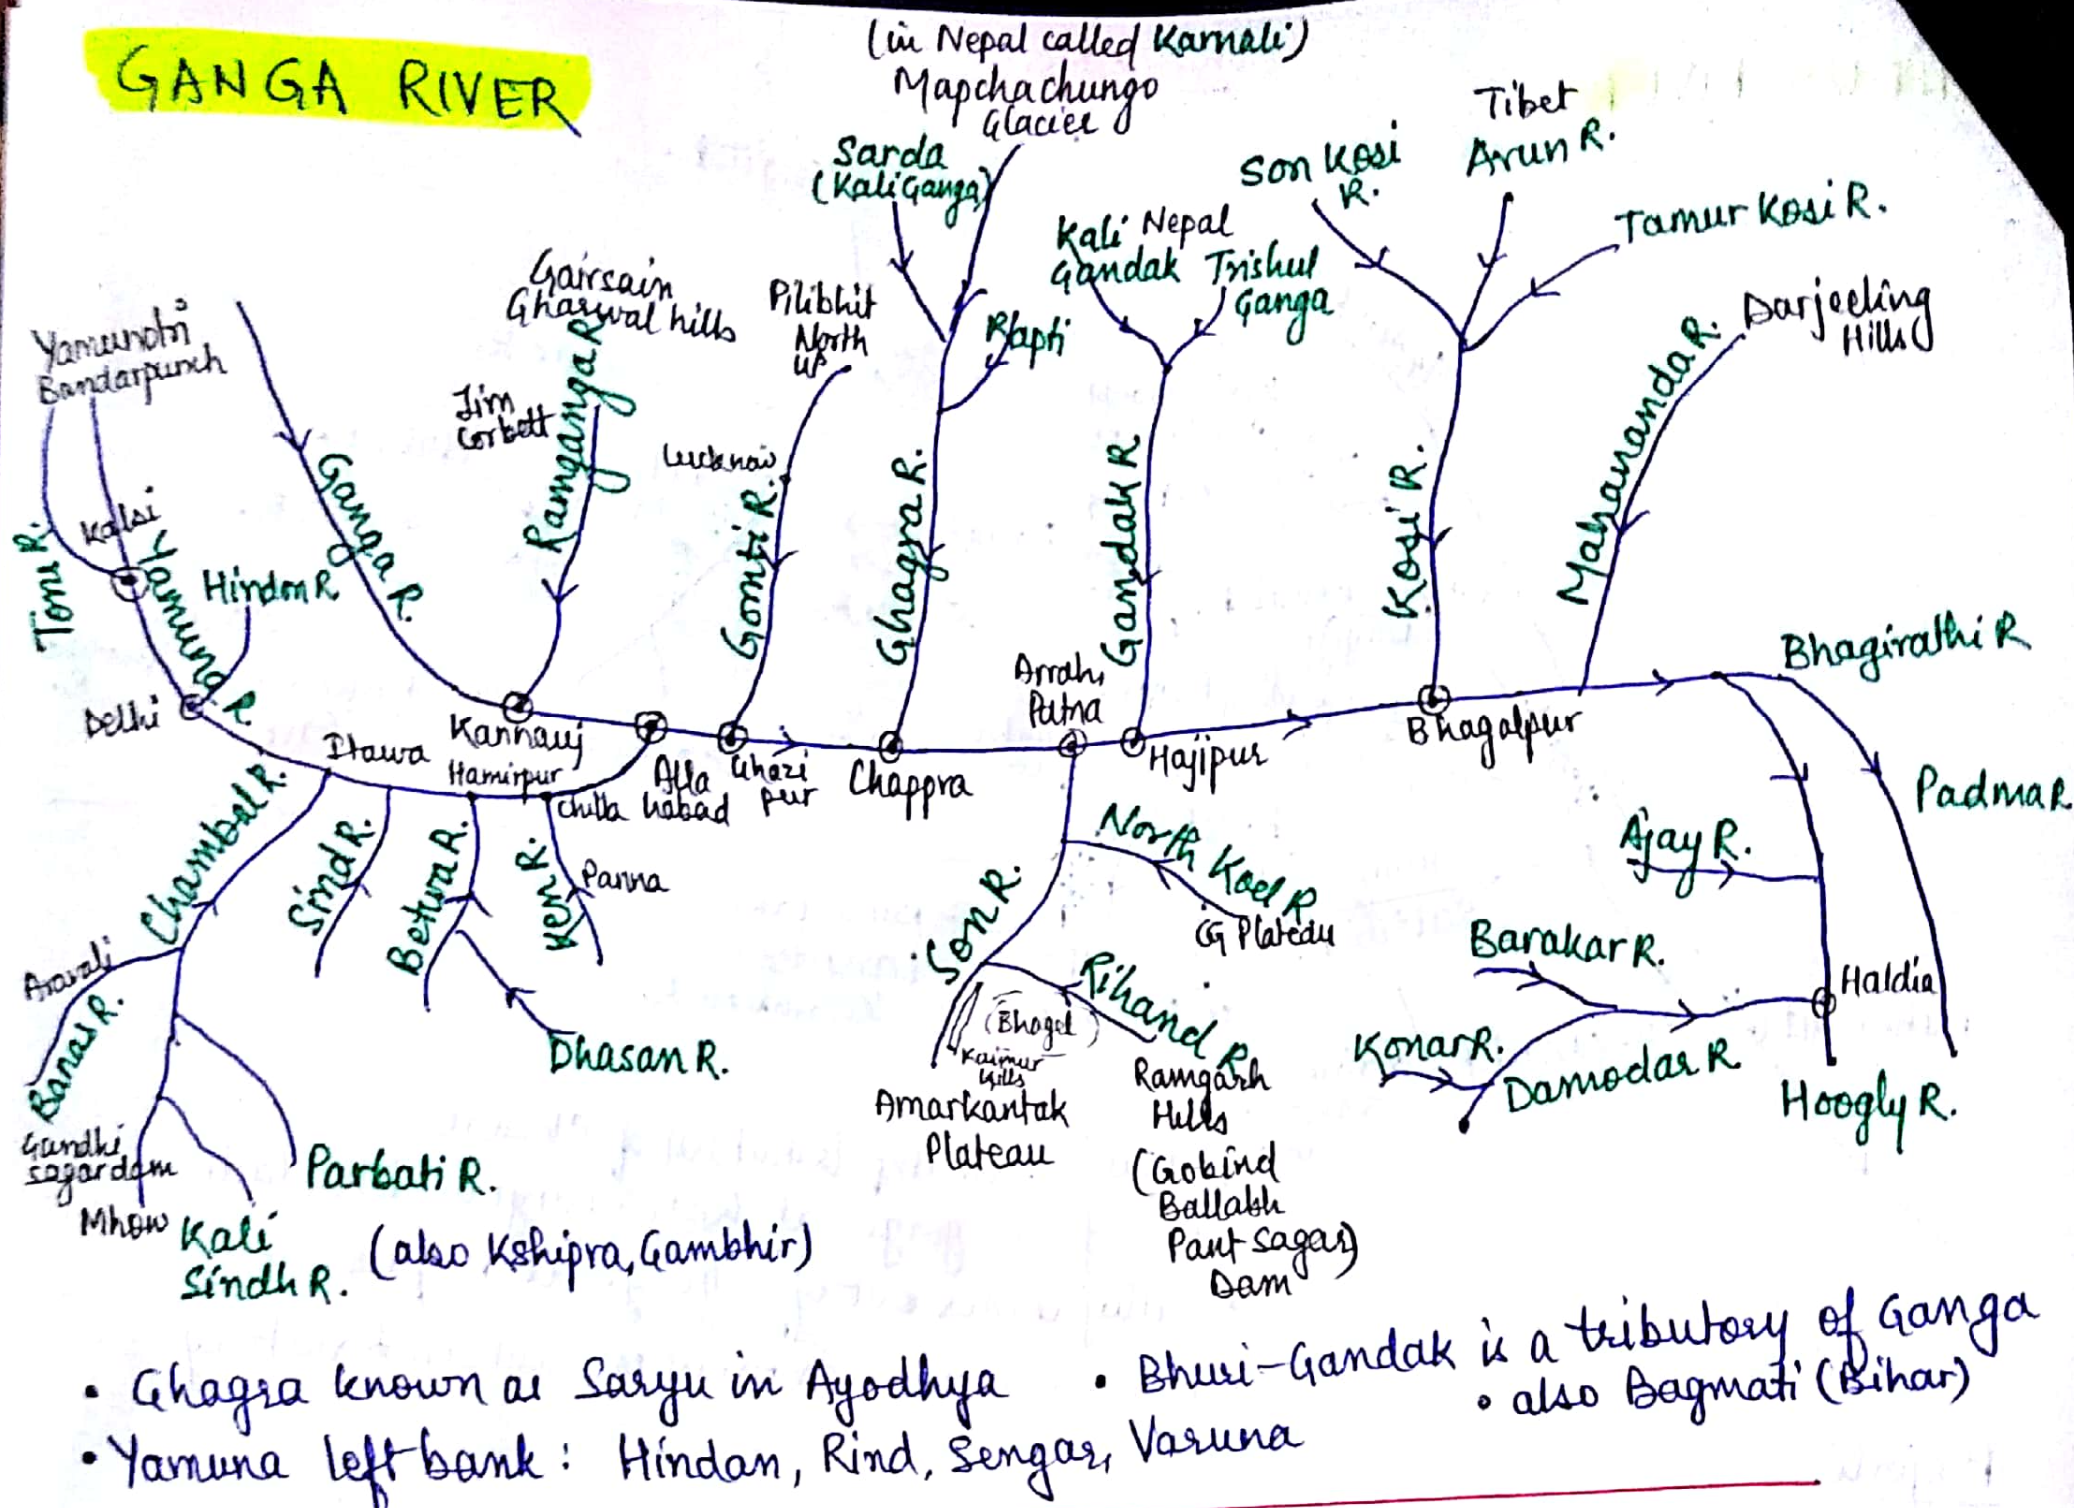 GANGA RIVER
(in Nepal called Karnali)
Mapchachungo
Glacier
Sarda
(Kali Ganga)
Tibet
Arun R.
Son Kosi
R.
Tamur Kosi R.
Kali Nepal
Gandak Trishul
Ganga
Gairsain
Gharwal hills
Pilibhit
North
UP
Rapti
Darjeeling
Hills
Yamunotri
Bandarpunch
Jim
Corbett
Lucknow
Kalsi
Tons R.
Yamuna R.
Hindon R.
Ganga R.
Ramganga R.
Gomti R.
Ghagra R.
Gandak R.
Kosi R.
Mahananda R.
Bhagirathi R
Delhi
Etawa
Kannauj
Hamirpur
Chilla
Alla
habad
Ghazi
pur
Chappra
Arrah,
Patna
Hajipur
Bhagalpur
Padma R.
Chambal R.
Sind R.
Betwa R.
Ken R.
Panna
Son R.
North Koel R.
CG Plateau
Ajay R.
Barakar R.
Haldia
Aravali
Banas R.
Dhasan R.
(Bhagel)
Kaimur
Hills
Rihand R.
Ramgarh
Hills
Amarkantak
Plateau
(Gobind
Ballabh
Pant Sagar)
Dam
Konar R.
Damodar R
Hoogly R.
Gandhi
sagar dam
Mhow
Kali
Sindh R.
Parbati R.
(also Kshipra, Gambhir)
• Ghagra known as Saryu in Ayodhya
• Bhuri-Gandak is a tributory of Ganga
• also Bagmati (Bihar)
• Yamuna left bank : Hindan, Rind, Sengar, Varuna